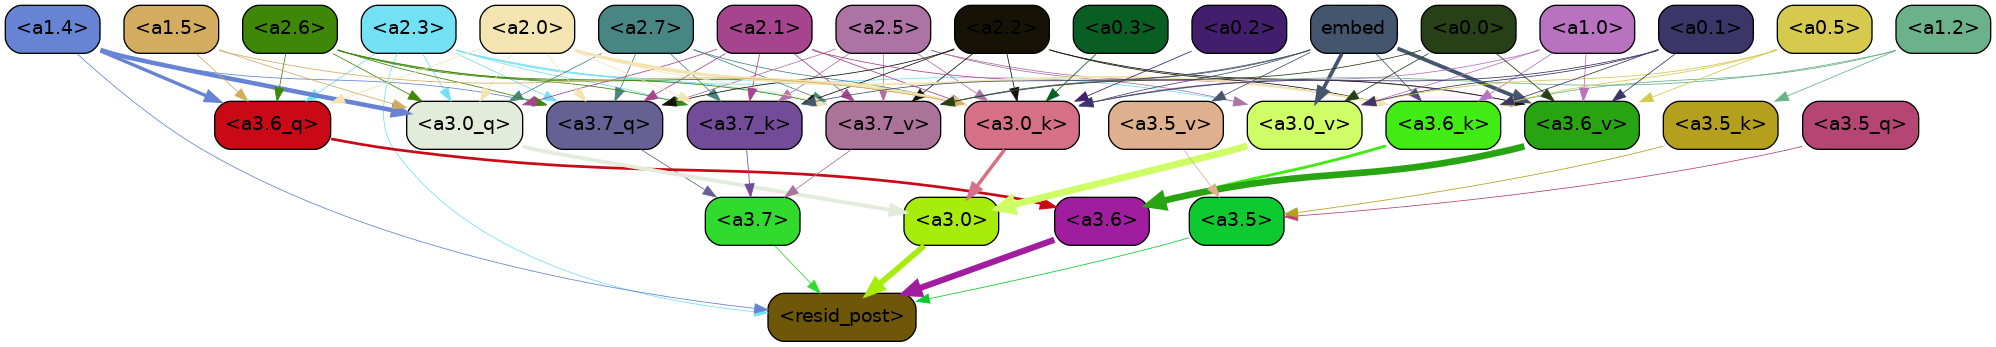 <a1.4> <a1.5> <a2.6> <a2.3> <a2.0> <a2.7> <a2.1> <a2.5> <a2.2> <a0.3> <a0.2> embed <a0.0> <a1.0> <a0.1> <a0.5> <a1.2>
<a3.6_q> <a3.0_q> <a3.7_q> <a3.7_k> <a3.7_v> <a3.0_k> <a3.5_v> <a3.0_v> <a3.6_k> <a3.6_v> <a3.5_k> <a3.5_q>
<a3.7> <a3.0> <a3.6> <a3.5>
<resid_post>